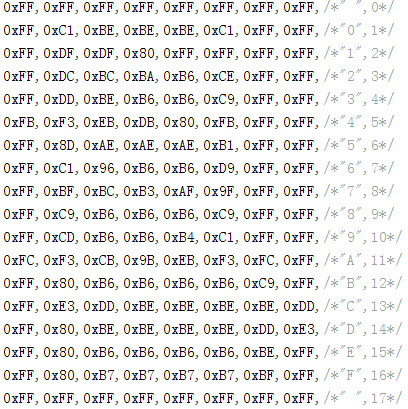 0xFF,0xFF,0xFF,0xFF,0xFF,0xFF,0xFF,0xFF,/*" ",0*/
0xFF,0xC1,0xBE,0xBE,0xBE,0xC1,0xFF,0xFF,/*"0",1*/
0xFF,0xDF,0xDF,0x80,0xFF,0xFF,0xFF,0xFF,/*"1",2*/
0xFF,0xDC,0xBC,0xBA,0xB6,0xCE,0xFF,0xFF,/*"2",3*/
0xFF,0xDD,0xBE,0xB6,0xB6,0xC9,0xFF,0xFF,/*"3",4*/
0xFB,0xF3,0xEB,0xDB,0x80,0xFB,0xFF,0xFF,/*"4",5*/
0xFF,0x8D,0xAE,0xAE,0xAE,0xB1,0xFF,0xFF,/*"5",6*/
0xFF,0xC1,0x96,0xB6,0xB6,0xD9,0xFF,0xFF,/*"6",7*/
0xFF,0xBF,0xBC,0xB3,0xAF,0x9F,0xFF,0xFF,/*"7",8*/
0xFF,0xC9,0xB6,0xB6,0xB6,0xC9,0xFF,0xFF,/*"8",9*/
0xFF,0xCD,0xB6,0xB6,0xB4,0xC1,0xFF,0xFF,/*"9",10*/
0xFC,0xF3,0xCB,0x9B,0xEB,0xF3,0xFC,0xFF,/*"A",11*/
0xFF,0x80,0xB6,0xB6,0xB6,0xB6,0xC9,0xFF,/*"B",12*/
0xFF,0xE3,0xDD,0xBE,0xBE,0xBE,0xBE,0xDD,/*"C",13*/
0xFF,0x80,0xBE,0xBE,0xBE,0xBE,0xDD,0xE3,/*"D",14*/
0xFF,0x80,0xB6,0xB6,0xB6,0xB6,0xBE,0xFF,/*"E",15*/
0xFF,0x80,0xB7,0xB7,0xB7,0xB7,0xBF,0xFF,/*"F",16*/
0xFF,0xFF,0xFF,0xFF,0xFF,0xFF,0xFF,0xFF,/*" ",17*/